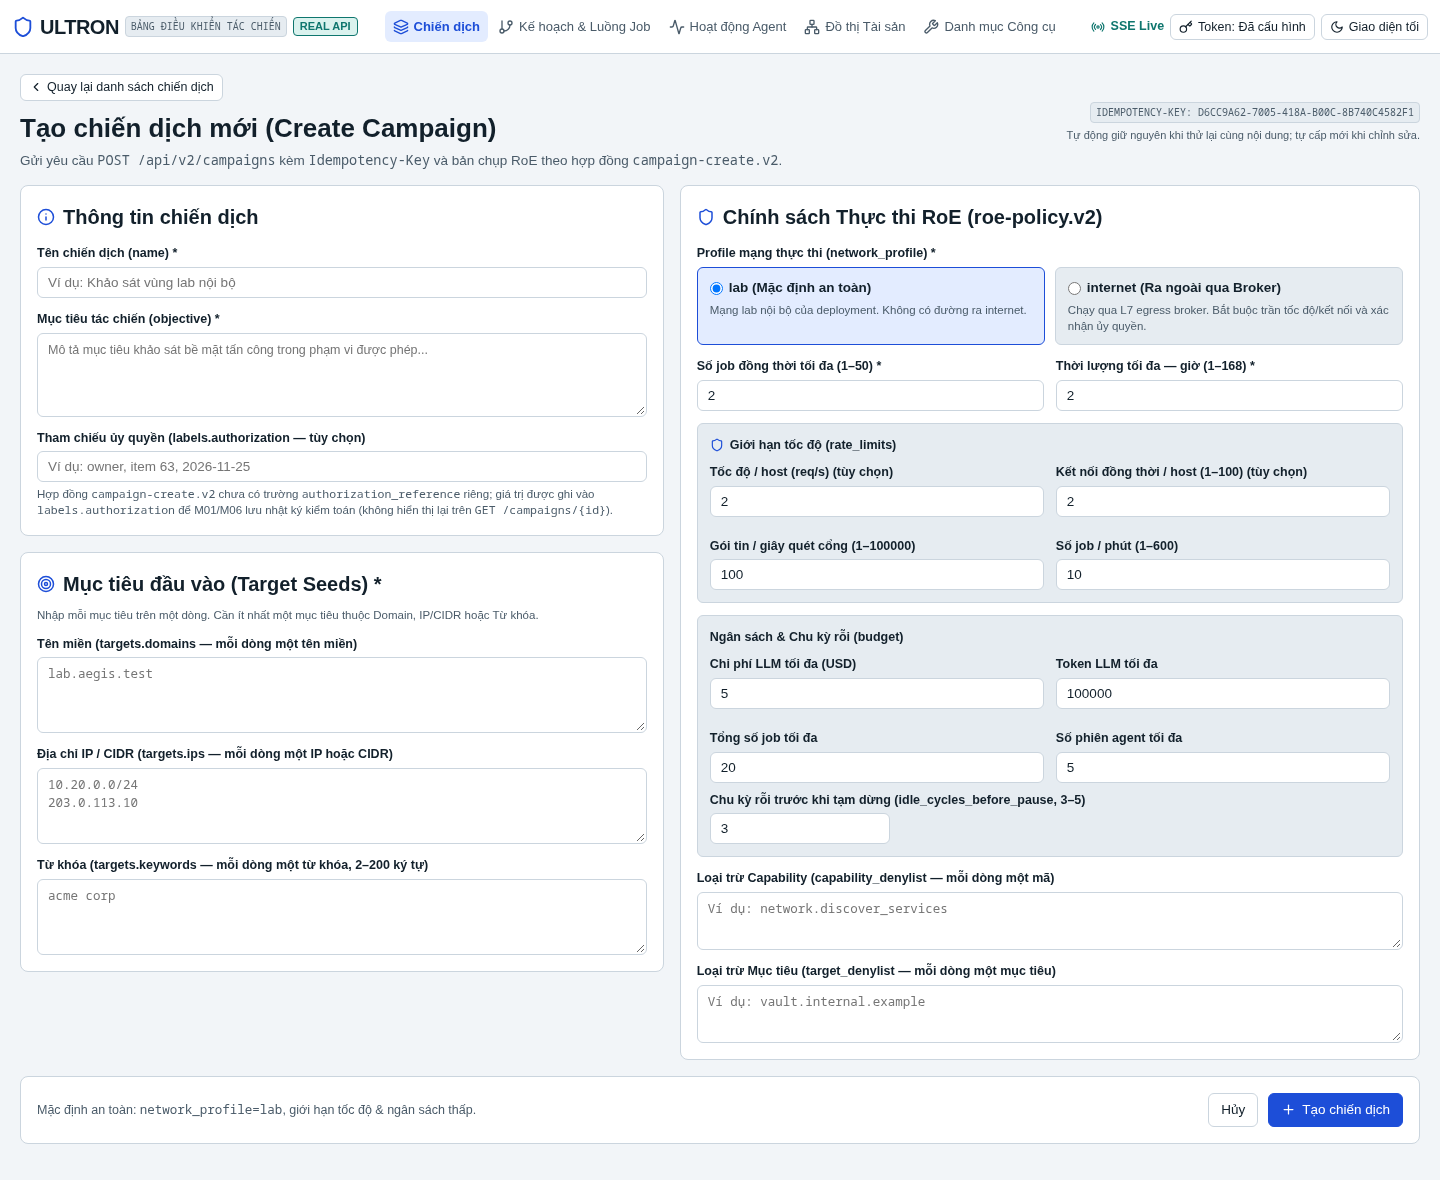 ULTRON BẢNG ĐIỀU KHIỂN TÁC CHIẾN REAL API Chiến dịch Kế hoạch & Luồng Job Hoạt động Agent Đồ thị Tài sản Danh mục Công cụ SSE Live Token: Đã cấu hình Giao diện tối
Quay lại danh sách chiến dịch
Tạo chiến dịch mới (Create Campaign)
Gửi yêu cầu POST /api/v2/campaigns kèm Idempotency-Key và bản chụp RoE theo hợp đồng campaign-create.v2.
IDEMPOTENCY-KEY: D6CC9A62-7005-418A-B00C-8B740C4582F1
Tự động giữ nguyên khi thử lại cùng nội dung; tự cấp mới khi chỉnh sửa.
Thông tin chiến dịch
Tên chiến dịch (name) *
Ví dụ: Khảo sát vùng lab nội bộ
Mục tiêu tác chiến (objective) *
Mô tả mục tiêu khảo sát bề mặt tấn công trong phạm vi được phép...
Tham chiếu ủy quyền (labels.authorization — tùy chọn)
Ví dụ: owner, item 63, 2026-11-25
Hợp đồng campaign-create.v2 chưa có trường authorization_reference riêng; giá trị được ghi vào
labels.authorization để M01/M06 lưu nhật ký kiểm toán (không hiển thị lại trên GET /campaigns/{id}).
Mục tiêu đầu vào (Target Seeds) *
Nhập mỗi mục tiêu trên một dòng. Cần ít nhất một mục tiêu thuộc Domain, IP/CIDR hoặc Từ khóa.
Tên miền (targets.domains — mỗi dòng một tên miền)
lab.aegis.test
Địa chỉ IP / CIDR (targets.ips — mỗi dòng một IP hoặc CIDR)
10.20.0.0/24
203.0.113.10
Từ khóa (targets.keywords — mỗi dòng một từ khóa, 2–200 ký tự)
acme corp
Chính sách Thực thi RoE (roe-policy.v2)
Profile mạng thực thi (network_profile) *
lab (Mặc định an toàn)
Mạng lab nội bộ của deployment. Không có đường ra internet.
internet (Ra ngoài qua Broker)
Chạy qua L7 egress broker. Bắt buộc trần tốc độ/kết nối và xác
nhận ủy quyền.
Số job đồng thời tối đa (1–50) * Thời lượng tối đa — giờ (1–168) *
2 2
Giới hạn tốc độ (rate_limits)
Tốc độ / host (req/s) (tùy chọn) Kết nối đồng thời / host (1–100) (tùy chọn)
2 2
Gói tin / giây quét cổng (1–100000) Số job / phút (1–600)
100 10
Ngân sách & Chu kỳ rỗi (budget)
Chi phí LLM tối đa (USD) Token LLM tối đa
5 100000
Tổng số job tối đa Số phiên agent tối đa
20 5
Chu kỳ rỗi trước khi tạm dừng (idle_cycles_before_pause, 3–5)
3
Loại trừ Capability (capability_denylist — mỗi dòng một mã)
Ví dụ: network.discover_services
Loại trừ Mục tiêu (target_denylist — mỗi dòng một mục tiêu)
Ví dụ: vault.internal.example
Mặc định an toàn: network_profile=lab, giới hạn tốc độ & ngân sách thấp.
Hủy Tạo chiến dịch